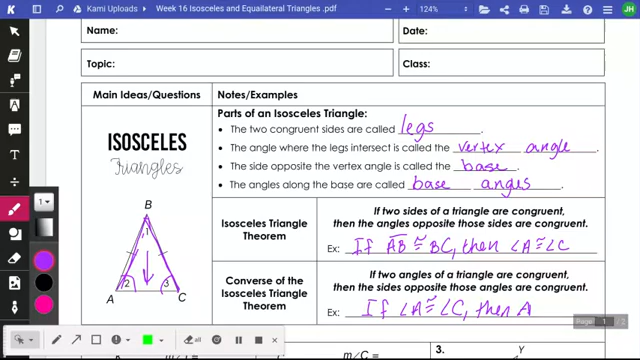 Kami Uploads ▸ Week 16 Isosceles and Equilateral Triangles .pdf
124%
JH
Name:
Date:
Topic:
Class:
Main Ideas/Questions
Notes/Examples
ISOSCELES
Triangles
B
1
2
3
A
C
Parts of an Isosceles Triangle:
• The two congruent sides are called legs.
• The angle where the legs intersect is called the vertex angle.
• The side opposite the vertex angle is called the base.
• The angles along the base are called base anges.
Isosceles Triangle
Theorem
If two sides of a triangle are congruent,
then the angles opposite those sides are congruent.
Ex: If AB ≅ BC, then ∠A ≅ ∠C
Converse of the
Isosceles Triangle
Theorem
If two angles of a triangle are congruent,
then the sides opposite those angles are congruent.
Ex: If ∠A ≅ ∠C, then A
Page 1 / 2
3.
Y